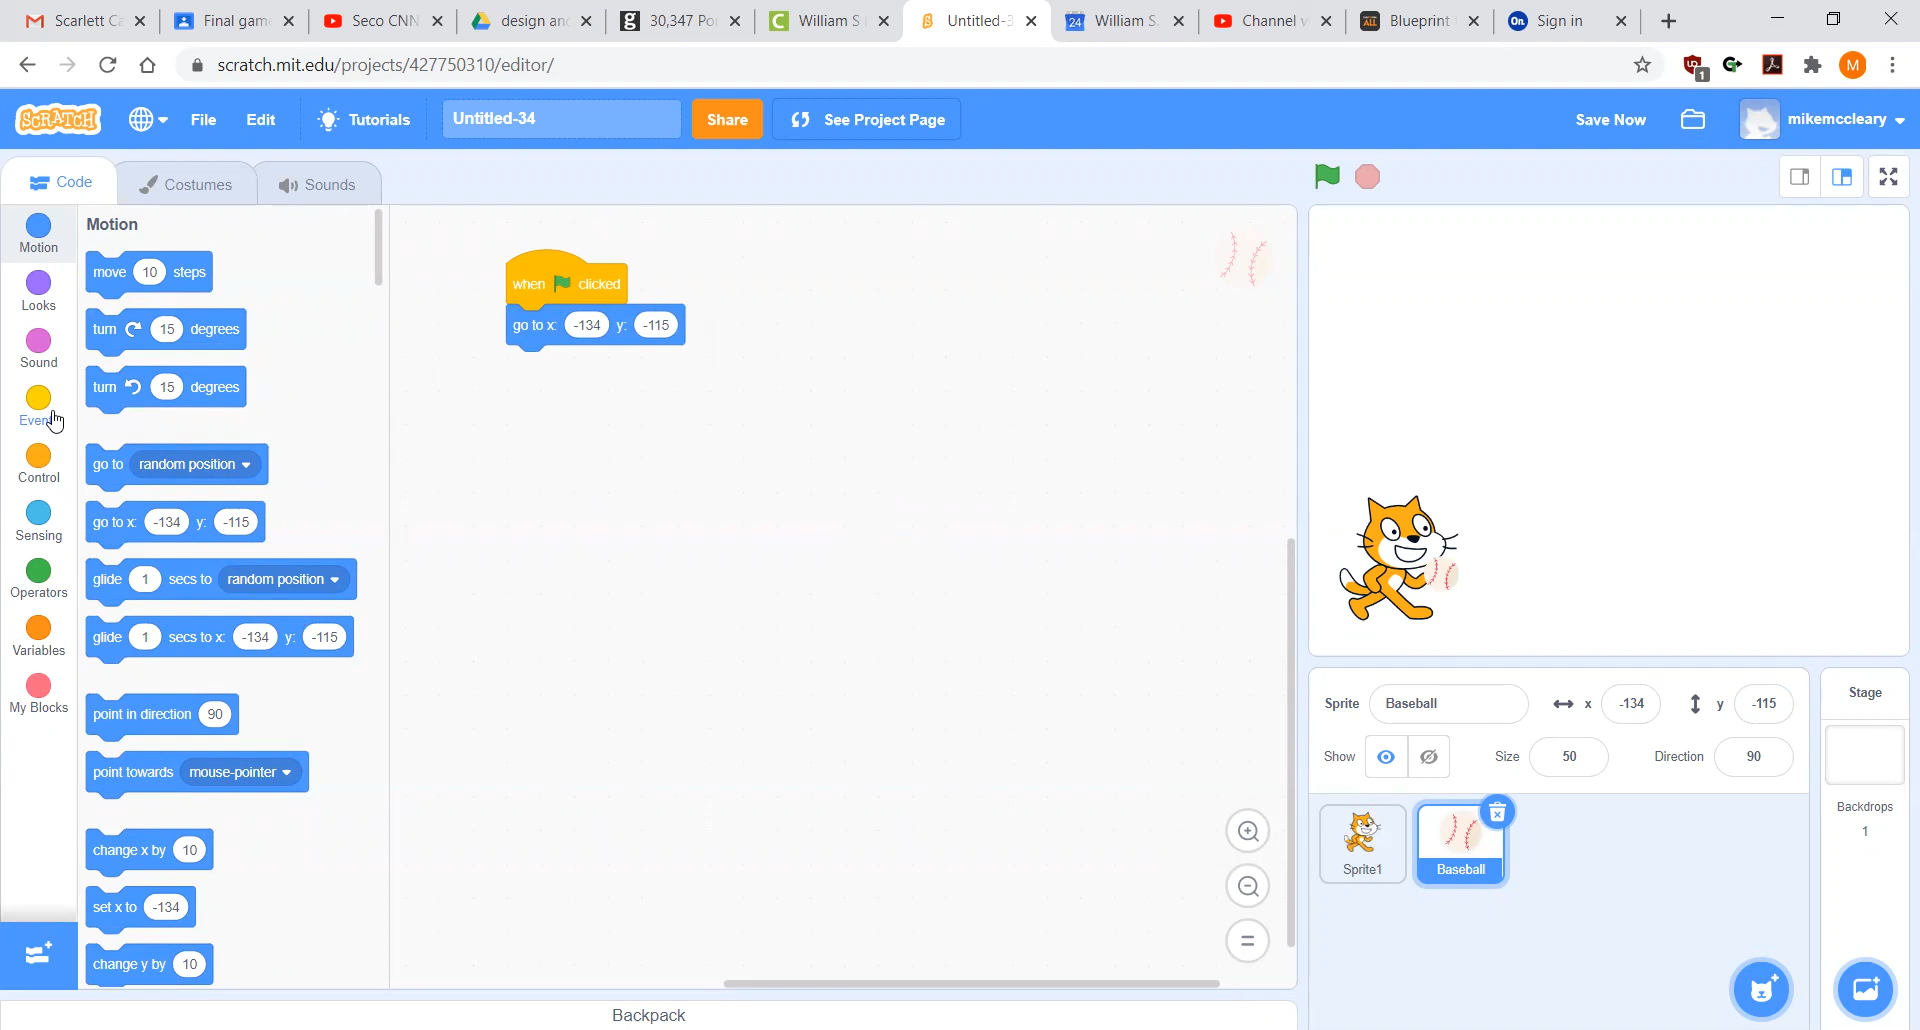 Scarlett Ca
Final gam
Seco CNN
design an
30,347 Po
William S
Untitled-3
24 William S.
Channel v
Blueprint
On Sign in
scratch.mit.edu/projects/427750310/editor/
1
M
SCRATCH
File
Edit
Tutorials
Untitled-34
Share
See Project Page
Save Now
mikemccleary
Code
Costumes
Sounds
Motion
Looks
Sound
Control
Sensing
Operators
Variables
My Blocks
Motion
move 10 steps
turn 15 degrees
turn 15 degrees
go to random position
go to x: -134 y: -115
glide 1 secs to random position
glide 1 secs to x: -134 y: -115
point in direction 90
point towards mouse-pointer
change x by 10
set x to -134
change y by 10
when clicked
go to x: -134 y: -115
Sprite Baseball x -134 y -115
Show Size 50 Direction 90
Sprite1
Baseball
Stage
Backdrops
1
Backpack